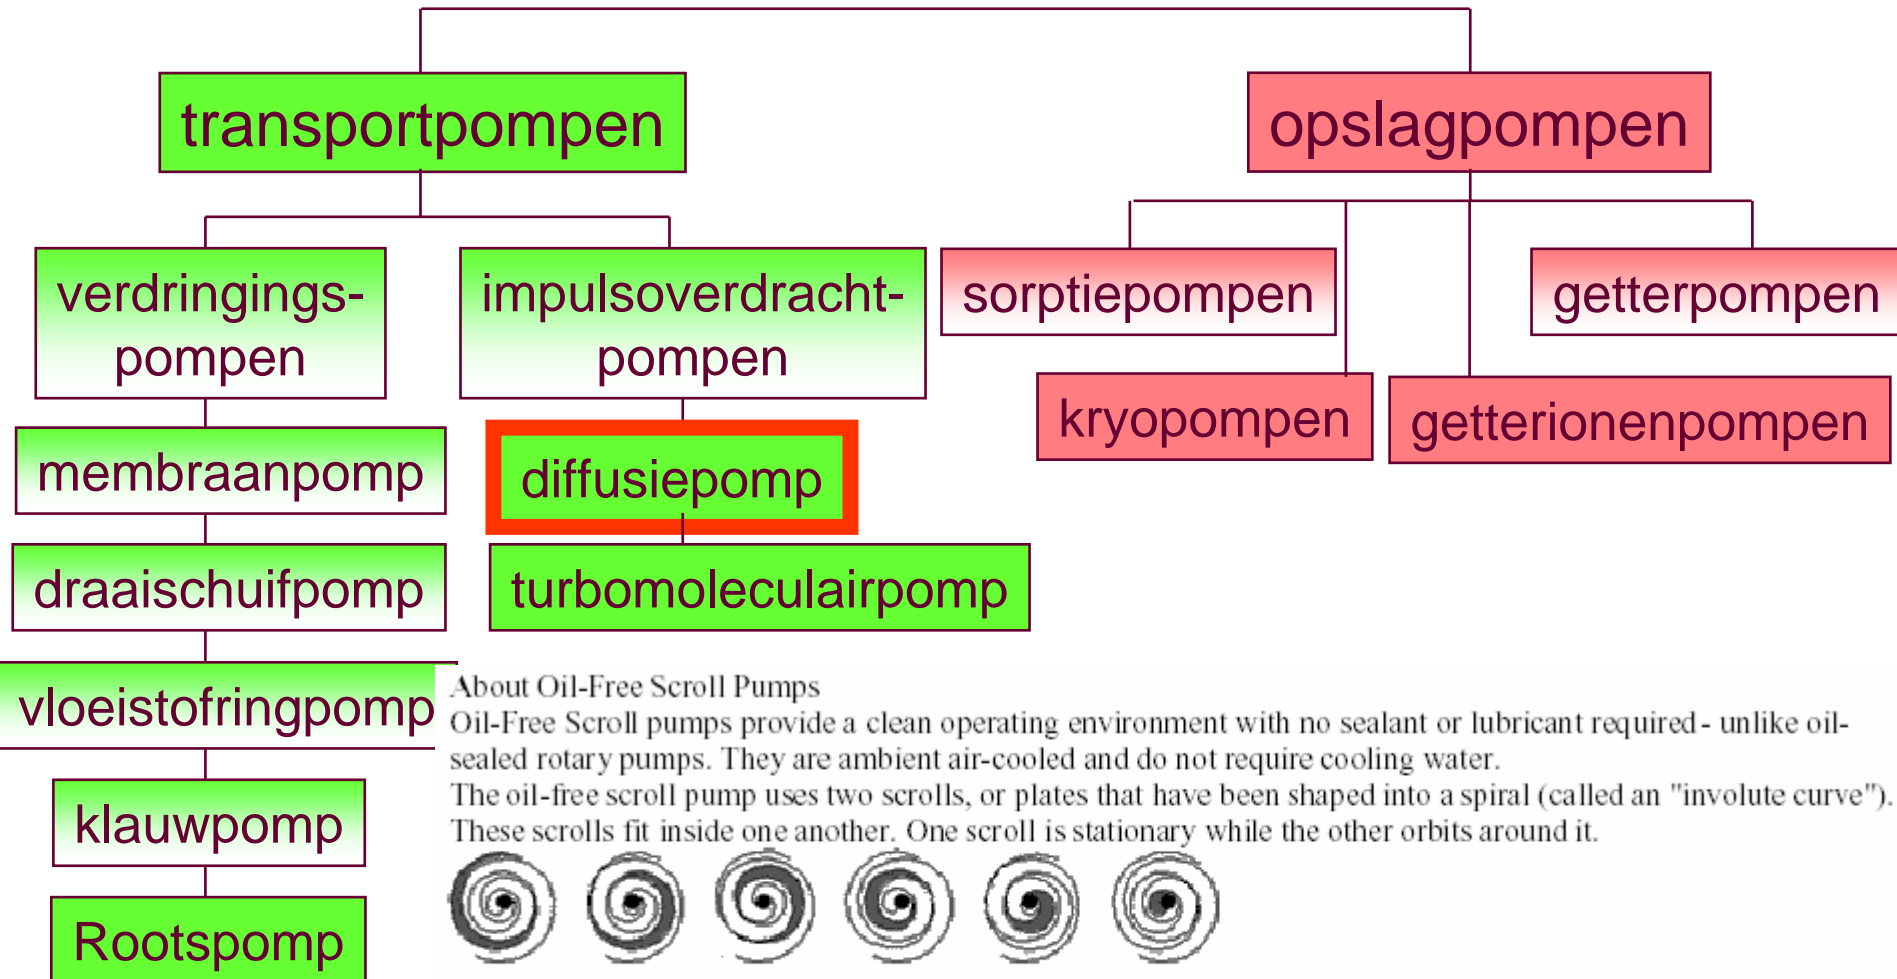 transportpompen
opslagpompen
verdringings-
pompen
impulsoverdracht-
pompen
sorptiepompen
getterpompen
kryopompen
getterionenpompen
membraanpomp
diffusiepomp
draaischuifpomp
turbomoleculairpomp
vloeistofringpomp
klauwpomp
Rootspomp
About Oil-Free Scroll Pumps
Oil-Free Scroll pumps provide a clean operating environment with no sealant or lubricant required - unlike oil-
sealed rotary pumps. They are ambient air-cooled and do not require cooling water.
The oil-free scroll pump uses two scrolls, or plates that have been shaped into a spiral (called an "involute curve").
These scrolls fit inside one another. One scroll is stationary while the other orbits around it.